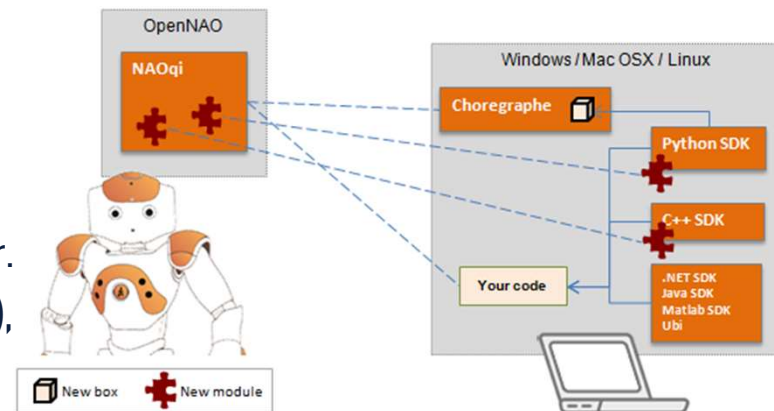 OpenNAO
NAOqi
Windows / Mac OSX / Linux
Choregraphe
Python SDK
C++ SDK
.NET SDK
Java SDK
Matlab SDK
Ubi
Your code
r.
),
New box
New module